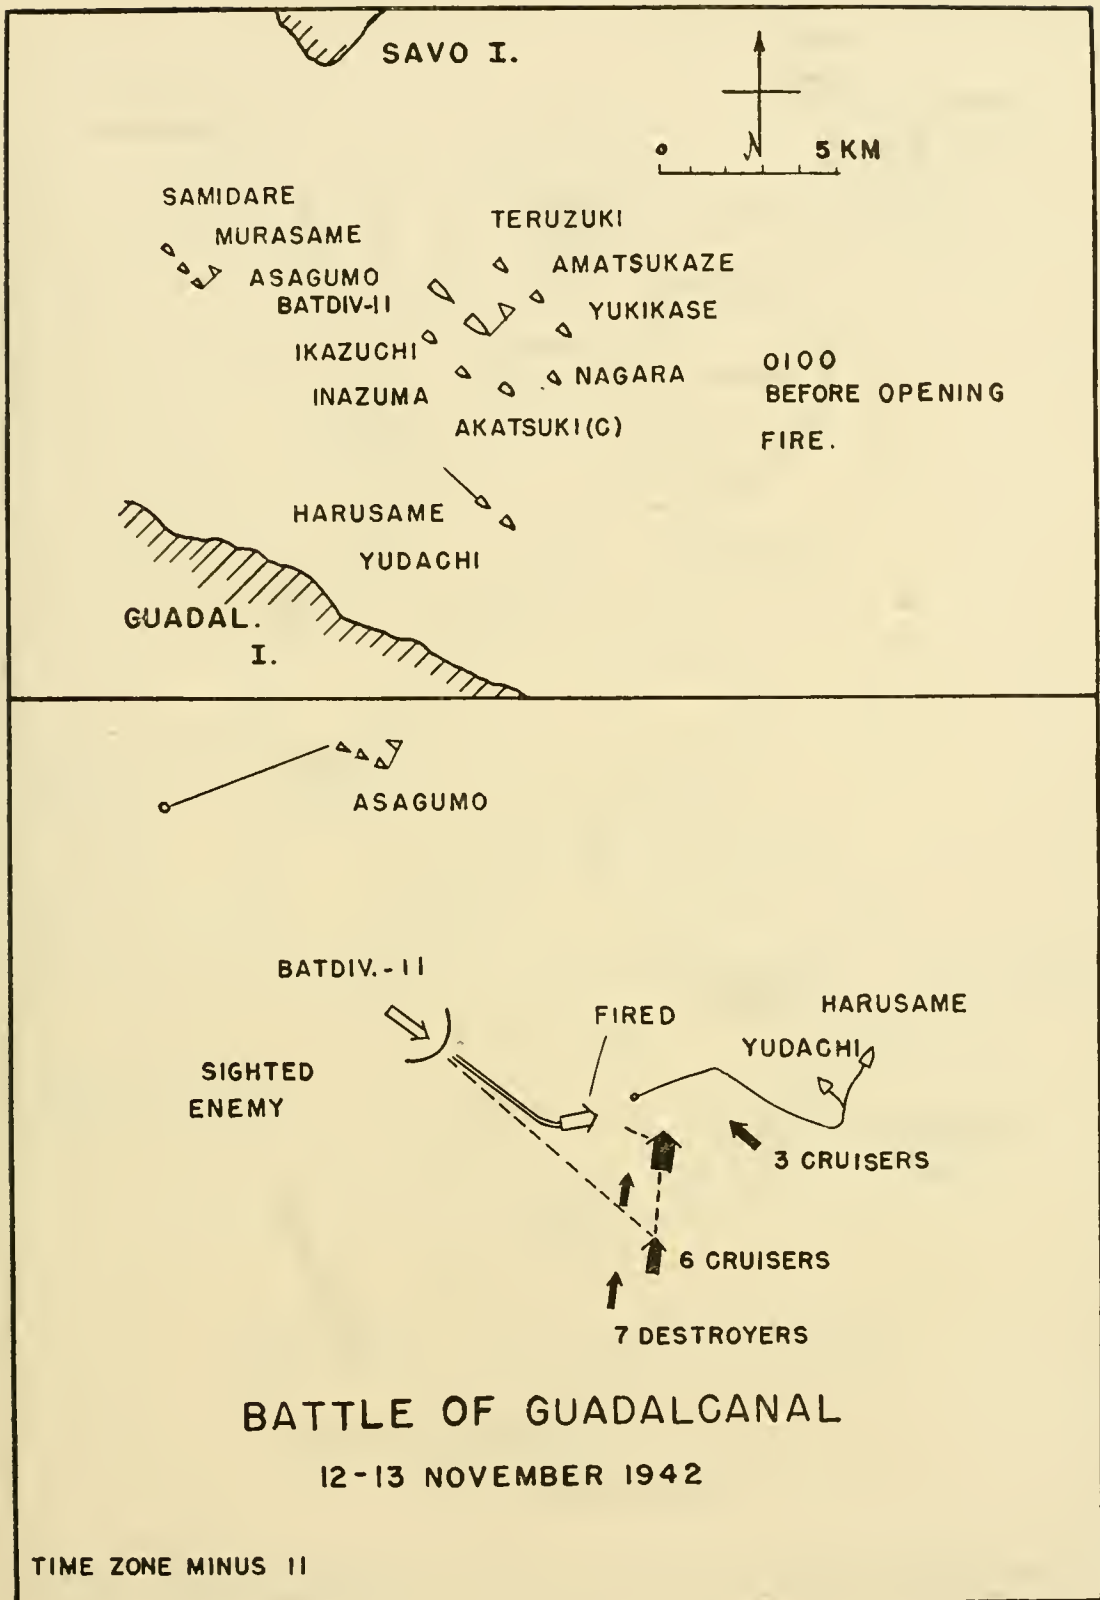 SAVO I.
N
0 5 KM
SAMIDARE
MURASAME
ASAGUMO
BATDIV-11
IKAZUCHI
INAZUMA
TERUZUKI
AMATSUKAZE
YUKIKASE
NAGARA
AKATSUKI (C)
0100
BEFORE OPENING
FIRE.
HARUSAME
YUDACHI
GUADAL.
I.
ASAGUMO
BATDIV.-11
SIGHTED
ENEMY
FIRED
HARUSAME
YUDACHI
3 CRUISERS
6 CRUISERS
7 DESTROYERS
BATTLE OF GUADALCANAL
12-13 NOVEMBER 1942
TIME ZONE MINUS 11